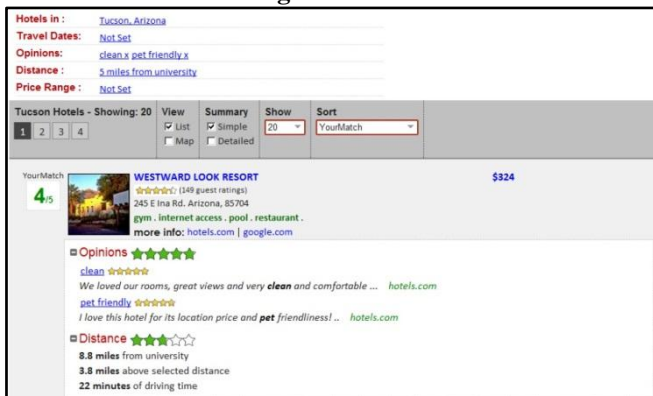 Hotels in : Tucson, Arizona
Travel Dates: Not Set
Opinions: clean x pet friendly x
Distance : 5 miles from university
Price Range : Not Set
Tucson Hotels - Showing: 20 View Summary Show Sort
1 2 3 4 List Simple 20 YourMatch
Map Detailed
YourMatch WESTWARD LOOK RESORT $324
4/5 (149 guest ratings)
245 E Ina Rd. Arizona, 85704
gym . internet access . pool . restaurant .
more info: hotels.com | google.com
Opinions
clean
We loved our rooms, great views and very clean and comfortable ... hotels.com
pet friendly
I love this hotel for its location price and pet friendliness! .. hotels.com
Distance
8.8 miles from university
3.8 miles above selected distance
22 minutes of driving time